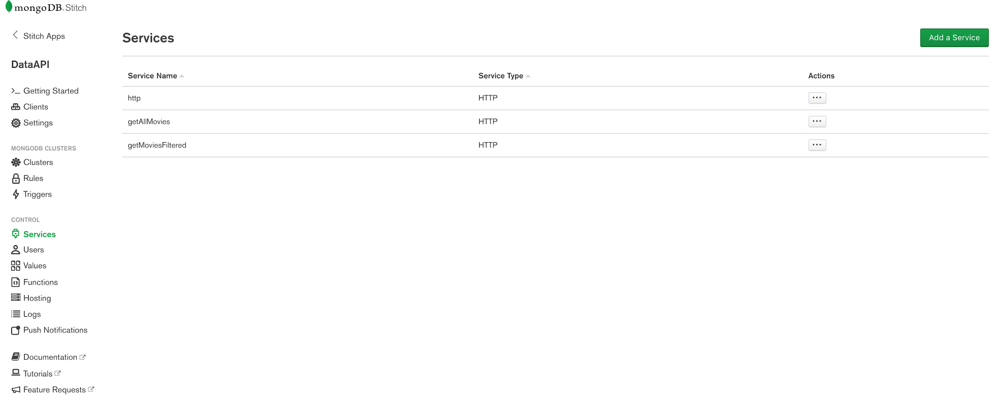 mongoDB. Stitch
Stitch Apps
DataAPI
Getting Started
Clients
Settings
MONGODB CLUSTERS
Clusters
Rules
Triggers
CONTROL
Services
Users
Values
Functions
Hosting
Logs
Push Notifications
Documentation
Tutorials
Feature Requests
Services
Add a Service
Service Name Service Type Actions
http HTTP •••
getAllMovies HTTP •••
getMoviesFiltered HTTP •••